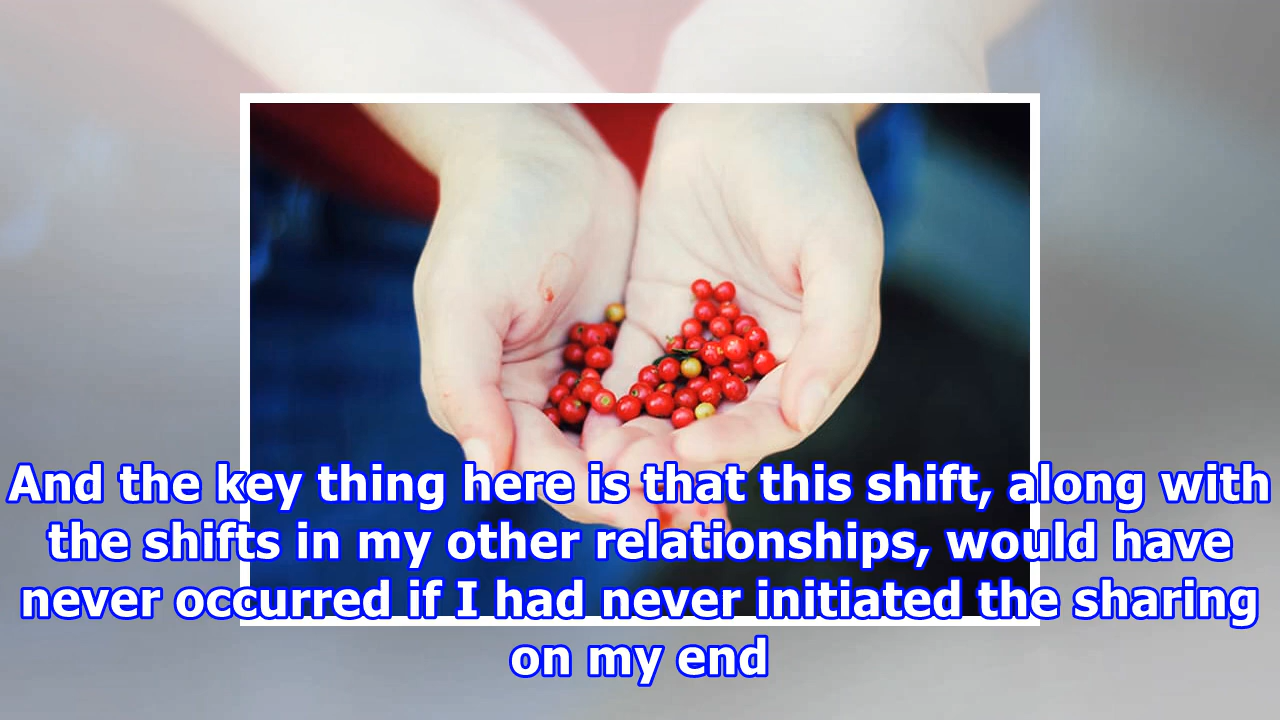 And the key thing here is that this shift, along with
the shifts in my other relationships, would have
never occurred if I had never initiated the sharing
on my end